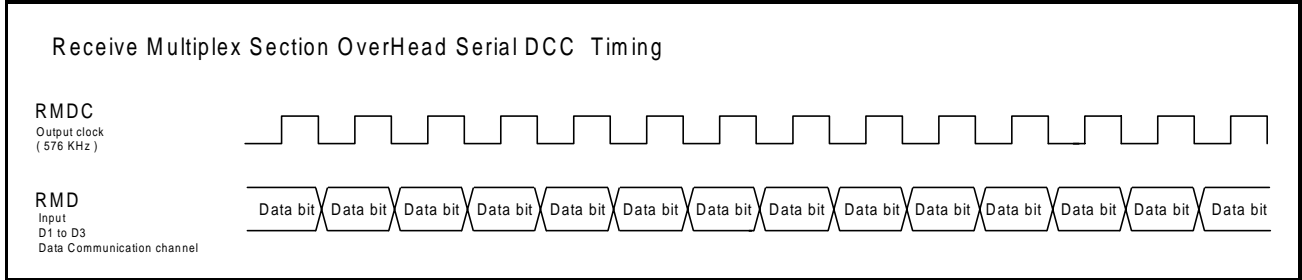 Receive Multiplex Section OverHead Serial DCC Timing
RMDC
Output clock
( 576 KHz )
RMD
Input
D1 to D3
Data Communication channel
Data bit Data bit Data bit Data bit Data bit Data bit Data bit Data bit Data bit Data bit Data bit Data bit Data bit Data bit